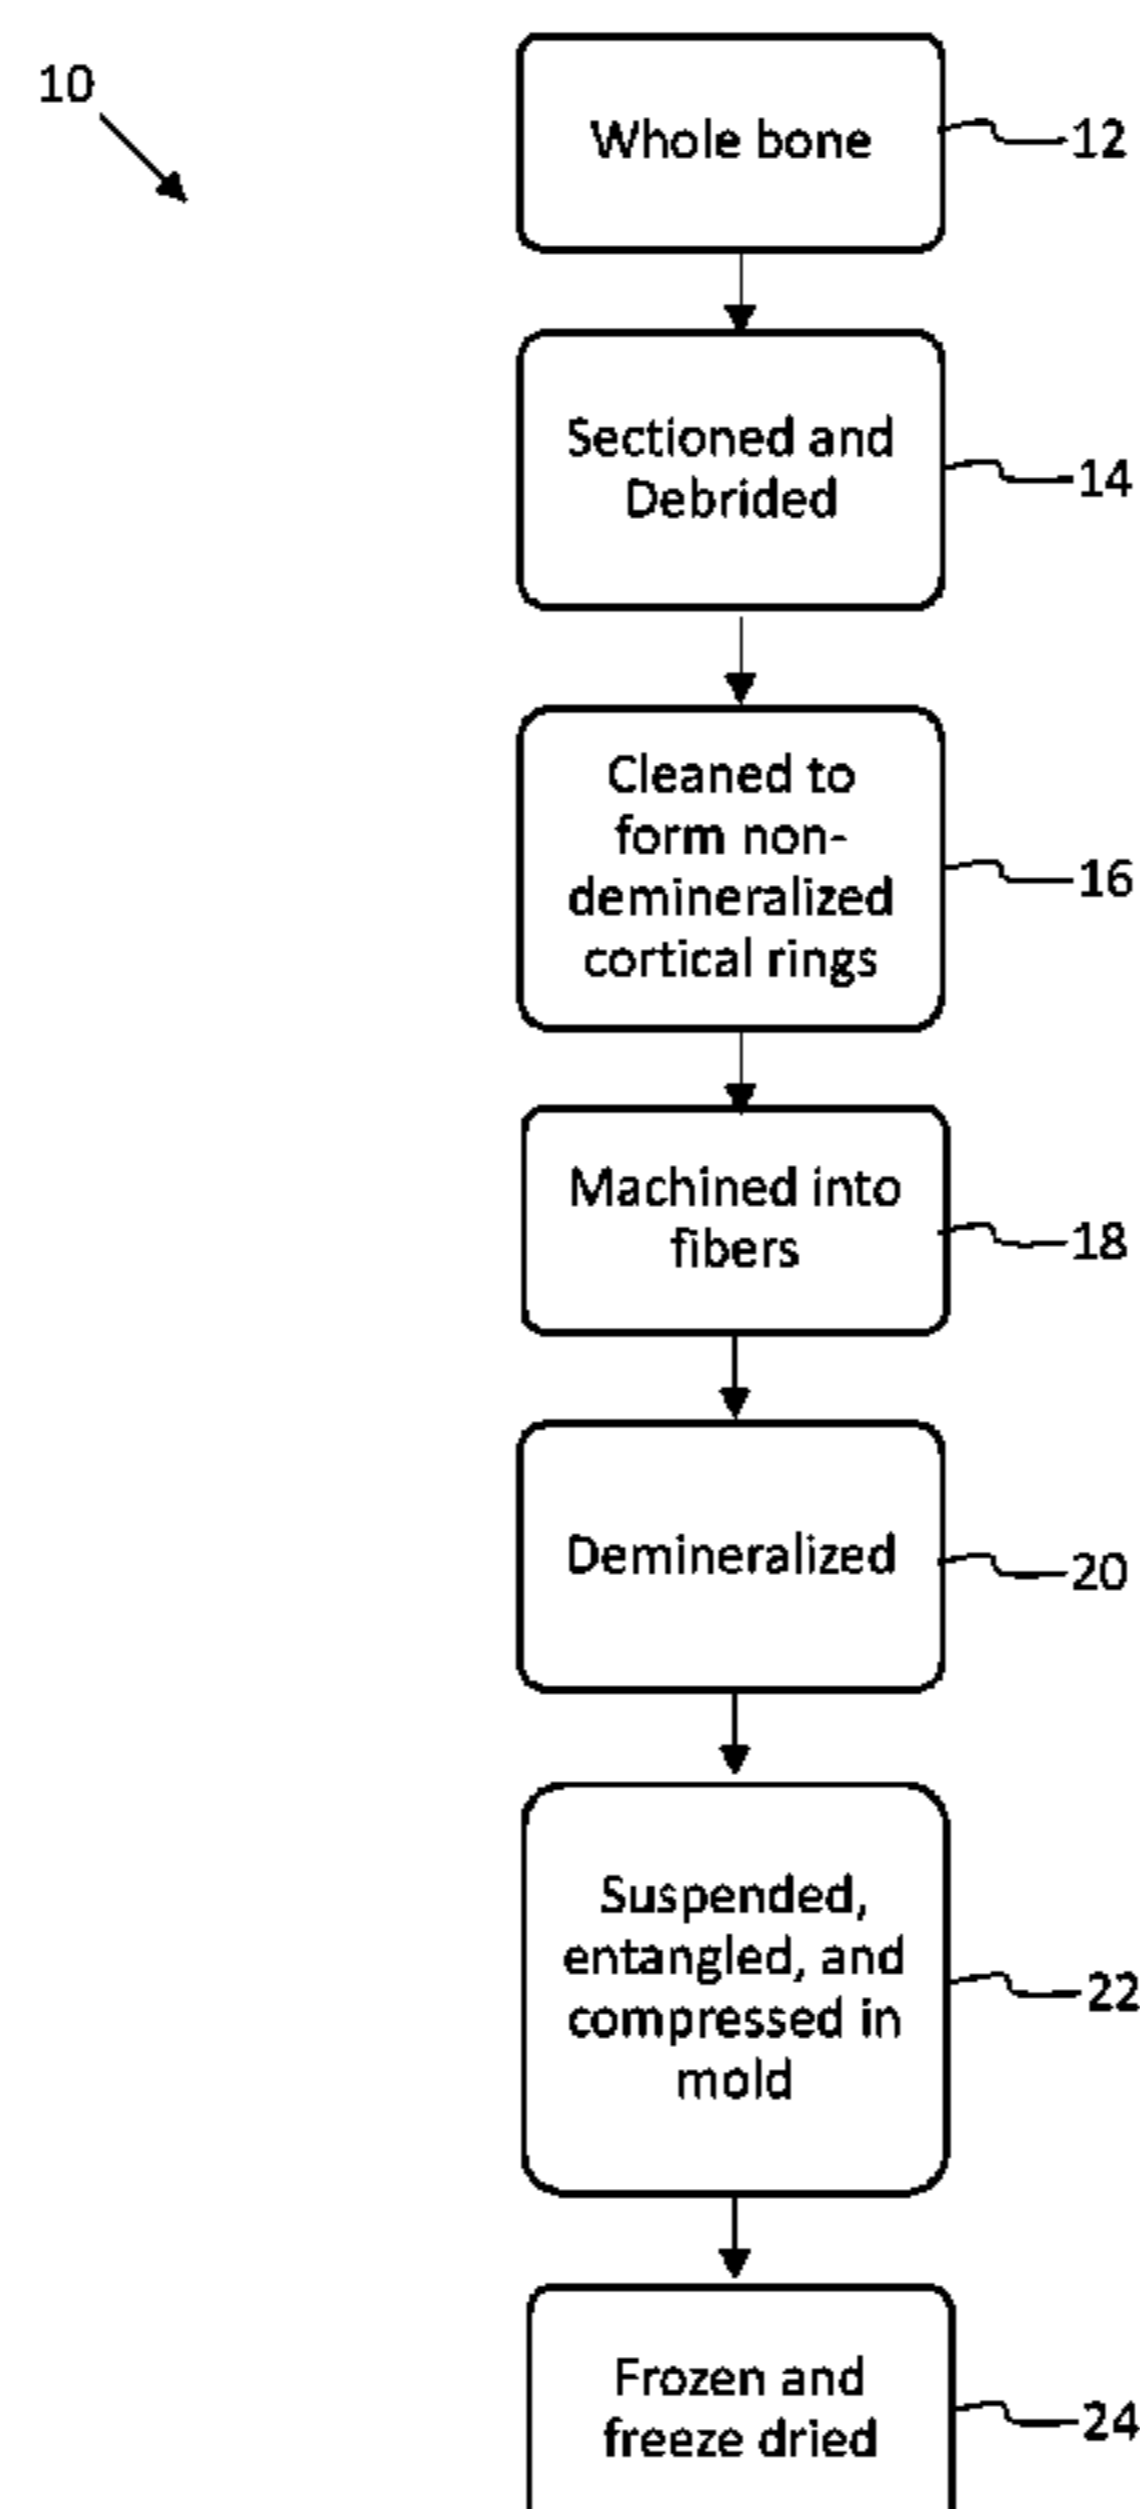 10
Whole bone
12
Sectioned and
Debrided
14
Cleaned to
form non-
demineralized
cortical rings
16
Machined into
fibers
18
Demineralized
20
Suspended,
entangled, and
compressed in
mold
22
Frozen and
freeze dried
24